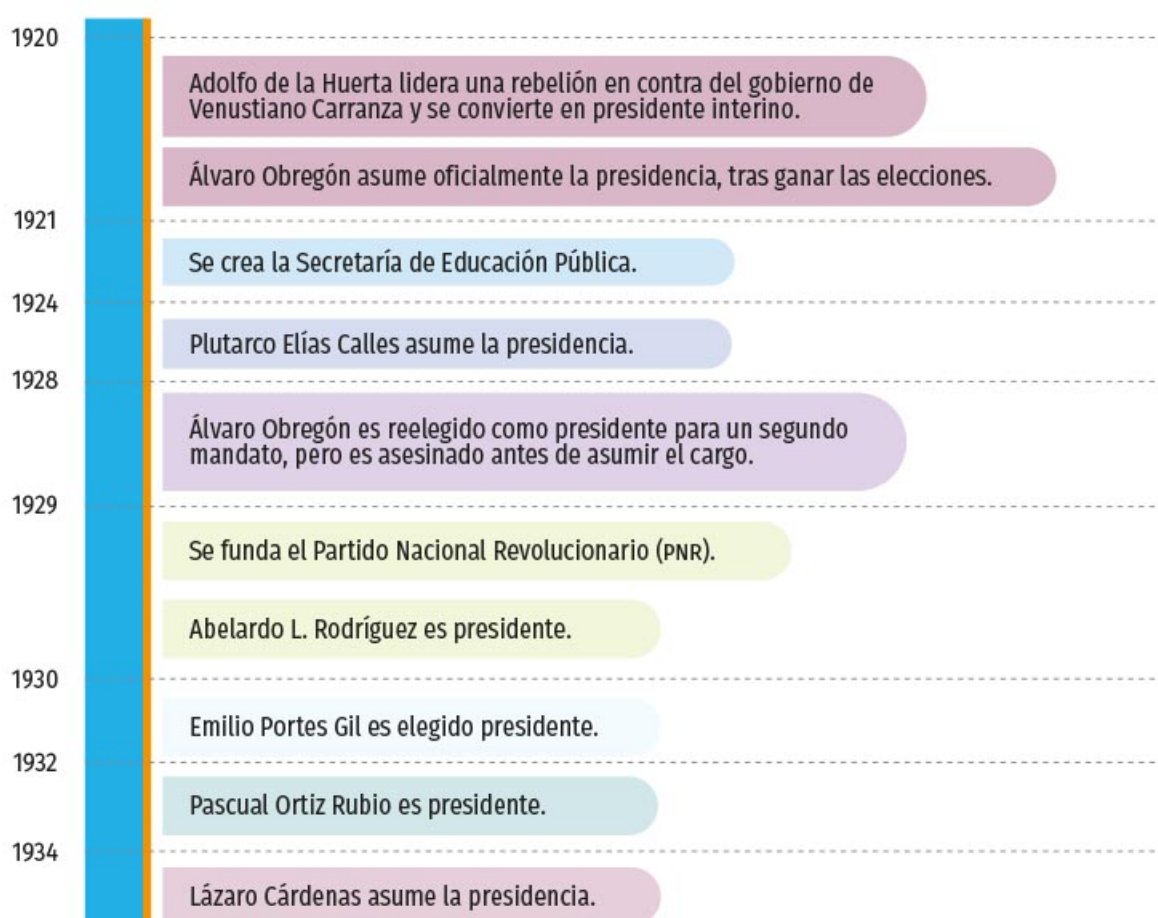 1920
Adolfo de la Huerta lidera una rebelión en contra del gobierno de
Venustiano Carranza y se convierte en presidente interino.
Álvaro Obregón asume oficialmente la presidencia, tras ganar las elecciones.
1921
Se crea la Secretaría de Educación Pública.
1924
Plutarco Elías Calles asume la presidencia.
1928
Álvaro Obregón es reelegido como presidente para un segundo
mandato, pero es asesinado antes de asumir el cargo.
1929
Se funda el Partido Nacional Revolucionario (PNR).
Abelardo L. Rodríguez es presidente.
1930
Emilio Portes Gil es elegido presidente.
1932
Pascual Ortiz Rubio es presidente.
1934
Lázaro Cárdenas asume la presidencia.